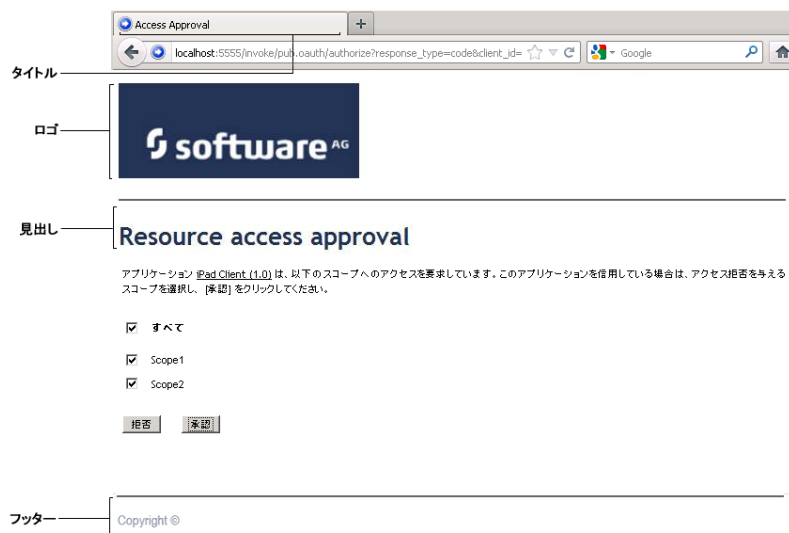 Access Approval
localhost:5555/invoke/pub.oauth/authorize?response_type=code&client_id=
Google
タイトル
ロゴ
software AG
見出し
Resource access approval
アプリケーション iPad Client (1.0) は、以下のスコープへのアクセスを要求しています。このアプリケーションを信用している場合は、アクセス拒否を与える
スコープを選択し、[承認] をクリックしてください。
すべて
Scope1
Scope2
拒否 承認
フッター
Copyright ©